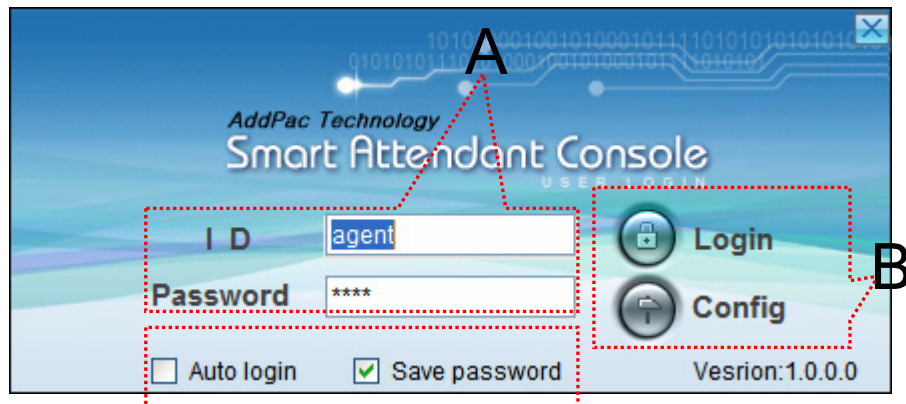 A
AddPac Technology
Smart Attendant Console
USER LOGIN
I D
agent
Login
B
Password
****
Config
Auto login
Save password
Vesrion:1.0.0.0